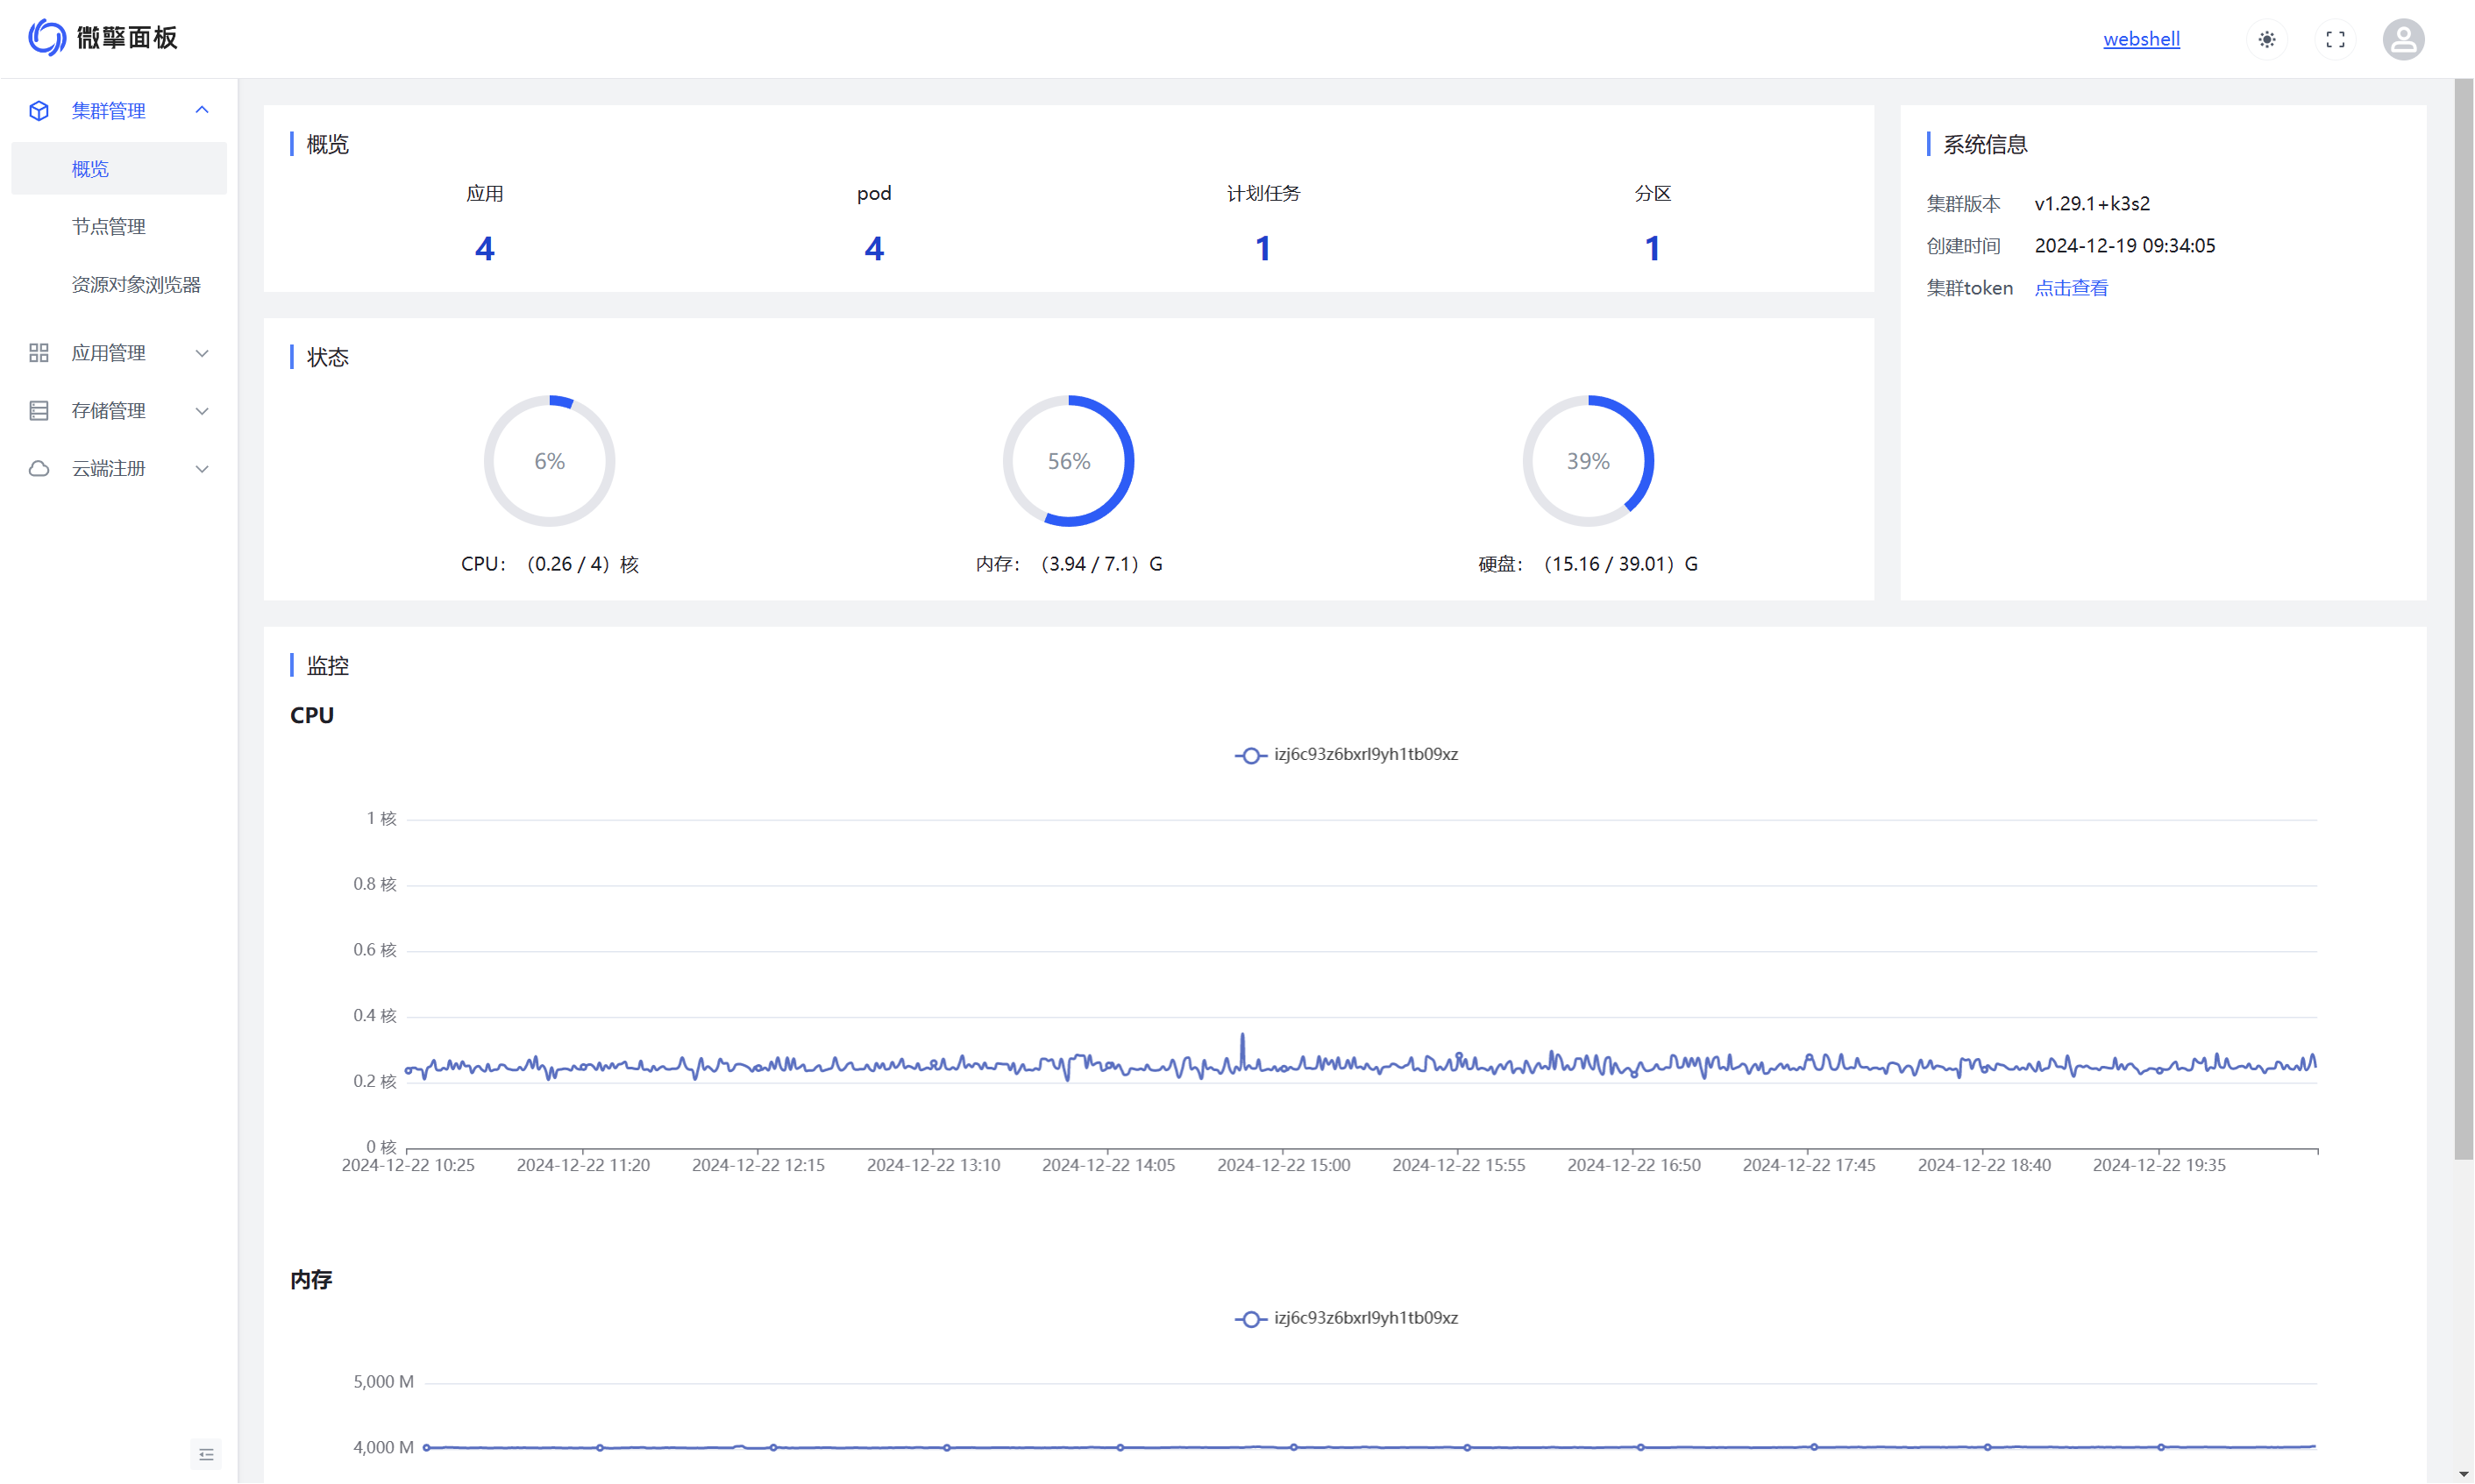 微擎面板
webshell
集群管理
概览
节点管理
资源对象浏览器
应用管理
存储管理
云端注册
概览
应用 pod 计划任务 分区
4 4 1 1
系统信息
集群版本 v1.29.1+k3s2
创建时间 2024-12-19 09:34:05
集群token 点击查看
状态
6% 56% 39%
CPU：（0.26 / 4）核 内存：（3.94 / 7.1）G 硬盘：（15.16 / 39.01）G
监控
CPU
izj6c93z6bxrl9yh1tb09xz
1 核
0.8 核
0.6 核
0.4 核
0.2 核
0 核
2024-12-22 10:25 2024-12-22 11:20 2024-12-22 12:15 2024-12-22 13:10 2024-12-22 14:05 2024-12-22 15:00 2024-12-22 15:55 2024-12-22 16:50 2024-12-22 17:45 2024-12-22 18:40 2024-12-22 19:35
内存
izj6c93z6bxrl9yh1tb09xz
5,000 M
4,000 M